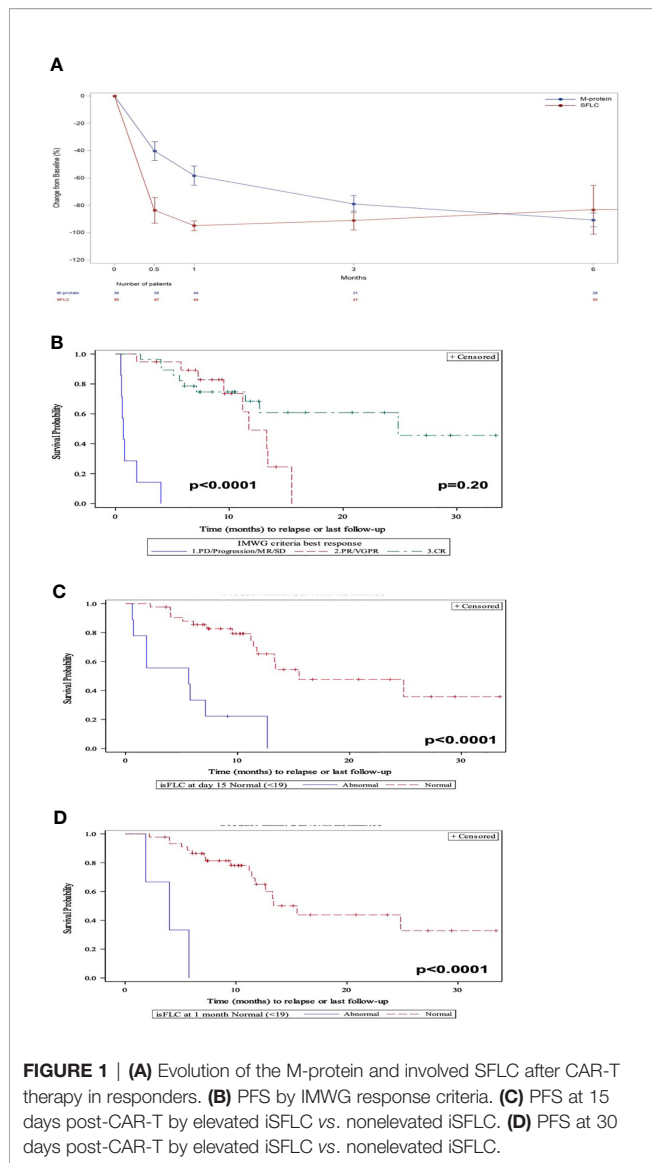 A
M-protein
SFLC
Change from Baseline (%)
0
-20
-40
-60
-80
-100
-120
0 0.5 1 3 6
Months
Number of patients
M-protein
SFLC
B
+ Censored
Survival Probability
1.0
0.8
0.6
0.4
0.2
0.0
p<0.0001
p=0.20
0 10 20 30
Time (months) to relapse or last follow-up
IMWG criteria best response
1.PD/Progression/MR/SD 2.PR/VGPR 3.CR
C
+ Censored
Survival Probability
1.0
0.8
0.6
0.4
0.2
0.0
p<0.0001
0 10 20 30
Time (months) to relapse or last follow-up
isFLC at day 15 Normal (<19) Abnormal Normal
D
+ Censored
Survival Probability
1.0
0.8
0.6
0.4
0.2
0.0
p<0.0001
0 10 20 30
Time (months) to relapse or last follow-up
isFLC at 1 month Normal (<19) Abnormal Normal
FIGURE 1 | (A) Evolution of the M-protein and involved SFLC after CAR-T
therapy in responders. (B) PFS by IMWG response criteria. (C) PFS at 15
days post-CAR-T by elevated iSFLC vs. nonelevated iSFLC. (D) PFS at 30
days post-CAR-T by elevated iSFLC vs. nonelevated iSFLC.